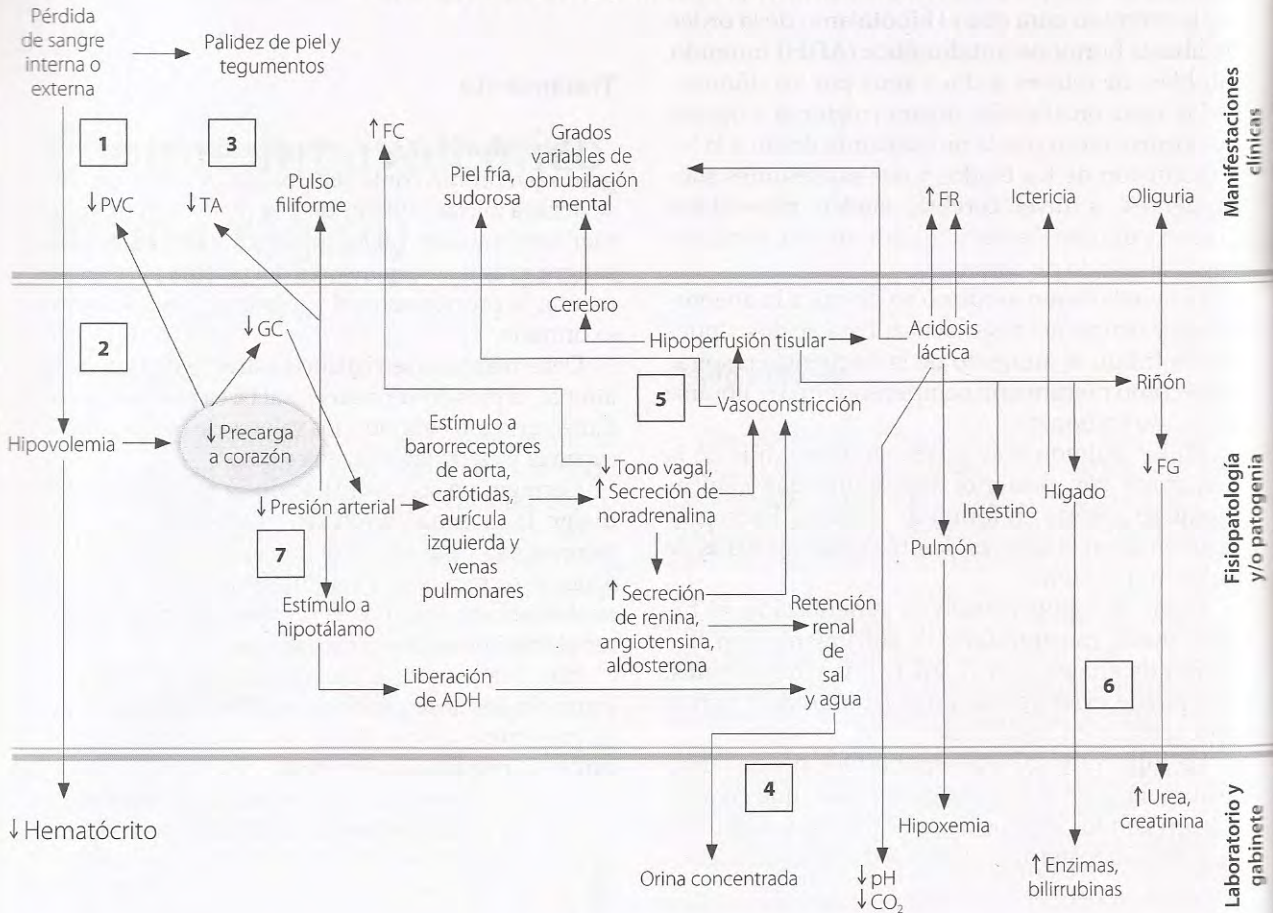 Pérdida
de sangre
interna o
externa
Palidez de piel y
tegumentos
1
3
↑ FC
Grados
variables de
obnubilación
mental
Piel fría,
sudorosa
↓ PVC
↓ TA
Pulso
filiforme
↑ FR
Ictericia
Oliguria
Manifestaciones
clínicas
Cerebro
2
↓ GC
Hipoperfusión tisular
Acidosis
láctica
5
Vasoconstricción
Riñón
Hipovolemia
↓ Precarga
a corazón
Estímulo a
barorreceptores
de aorta,
carótidas,
aurícula
izquierda y
venas
pulmonares
↓ Tono vagal,
↑ Secreción de
noradrenalina
↓ Presión arterial
Hígado
↓ FG
Intestino
Pulmón
7
Estímulo a
hipotálamo
↑ Secreción
de renina,
angiotensina,
aldosterona
Retención
renal
de
sal
y agua
Liberación
de ADH
6
Fisiopatología
y/o patogenia
4
↓ Hematócrito
Hipoxemia
↑ Urea,
creatinina
Orina concentrada
↓ pH
↓ CO₂
↑ Enzimas,
bilirrubinas
Laboratorio y
gabinete
Tratamiento